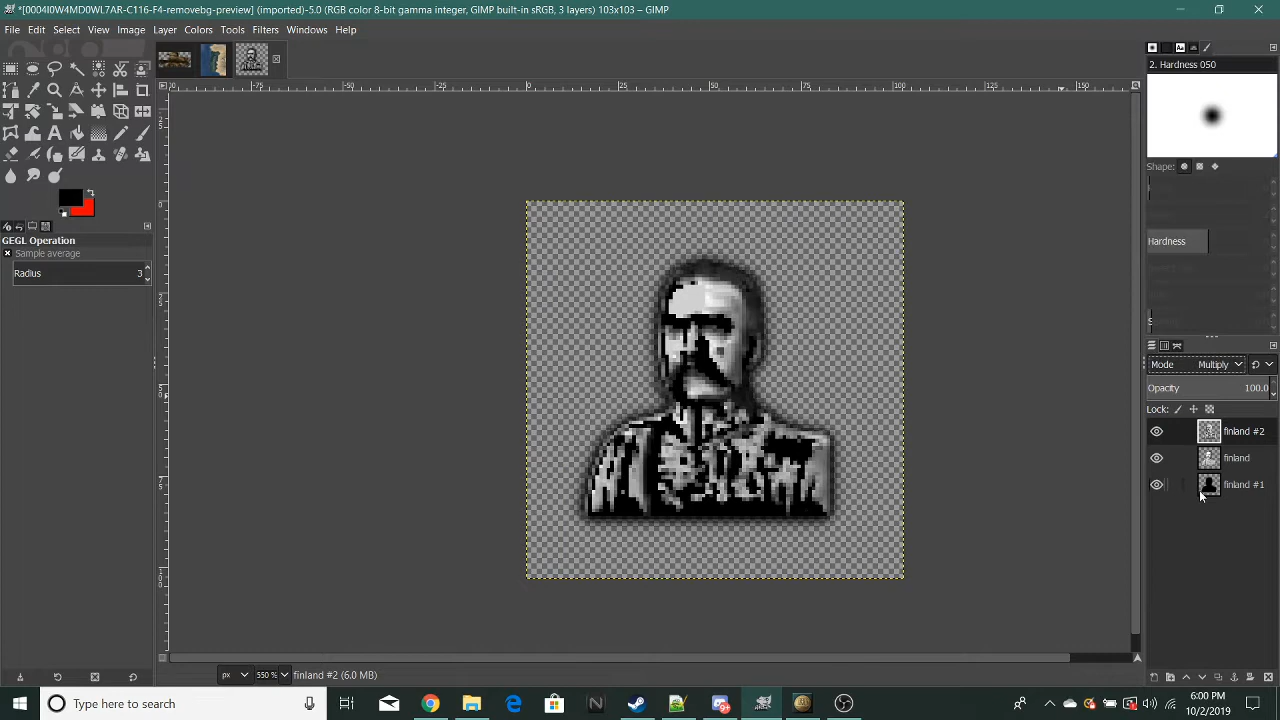 *[0004I0W4MD0WL7AR-C116-F4-removebg-preview] (imported)-5.0 (RGB color 8-bit gamma integer, GIMP built-in sRGB, 3 layers) 103x103 – GIMP
File Edit Select View Image Layer Colors Tools Filters Windows Help
2. Hardness 050
Shape:
Hardness
GEGL Operation
Sample average
Radius 3
Mode Multiply
Opacity 100.0
Lock:
finland #2
finland
finland #1
px 550 % finland #2 (6.0 MB)
Type here to search
6:00 PM
10/2/2019